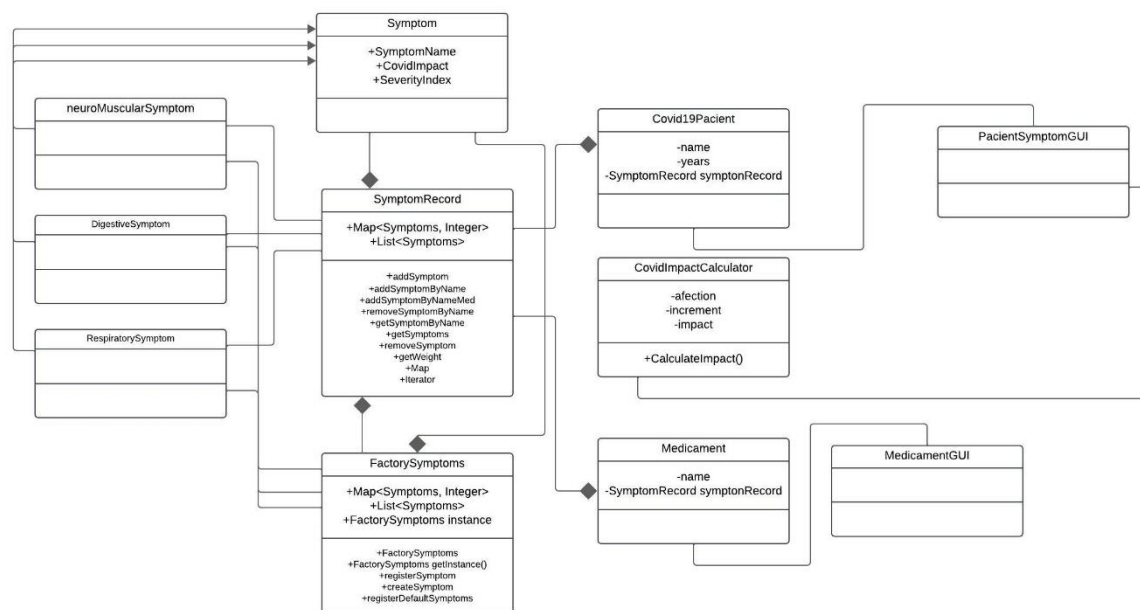 Symptom
+SymptomName
+CovidImpact
+SeverityIndex
neuroMuscularSymptom
DigestiveSymptom
RespiratorySymptom
SymptomRecord
+Map<Symptoms, Integer>
+List<Symptoms>
+addSymptom
+addSymptomByName
+addSymptomByNameMed
+removeSymptomByName
+getSymptomByName
+getSymptoms
+removeSymptom
+getWeight
+Map
+Iterator
FactorySymptoms
+Map<Symptoms, Integer>
+List<Symptoms>
+FactorySymptoms instance
+FactorySymptoms
+FactorySymptoms getInstance()
+registerSymptom
+createSymptom
+registerDefaultSymptoms
Covid19Pacient
-name
-years
-SymptomRecord symptonRecord
PacientSymptomGUI
CovidImpactCalculator
-afection
-increment
-impact
+CalculateImpact()
Medicament
-name
-SymptomRecord symptonRecord
MedicamentGUI